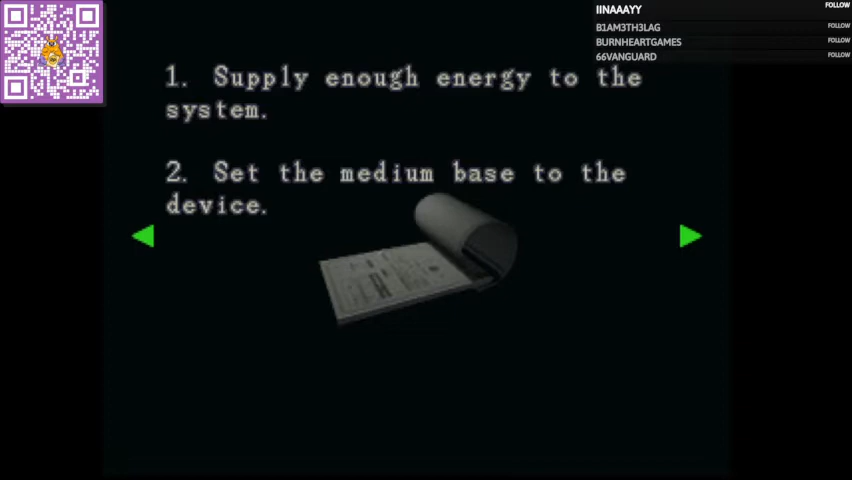 IINAAAYY FOLLOW
B1AM3TH3LAG FOLLOW
BURNHEARTGAMES FOLLOW
66VANGUARD FOLLOW
1. Supply enough energy to the
system.
2. Set the medium base to the
device.